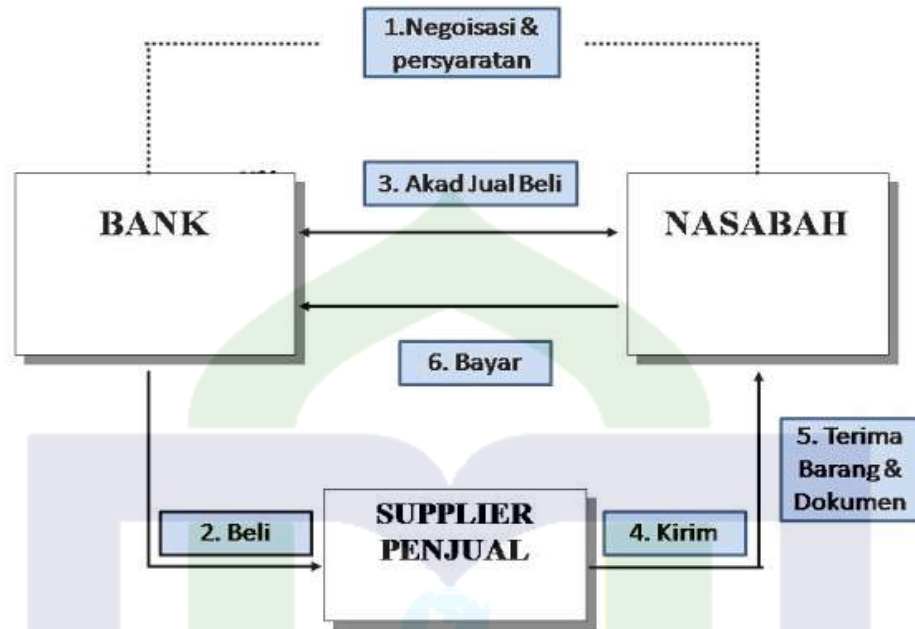 1.Negoisasi &
persyaratan
3. Akad Jual Beli
BANK
NASABAH
6. Bayar
5. Terima
Barang &
Dokumen
SUPPLIER
PENJUAL
2. Beli
4. Kirim